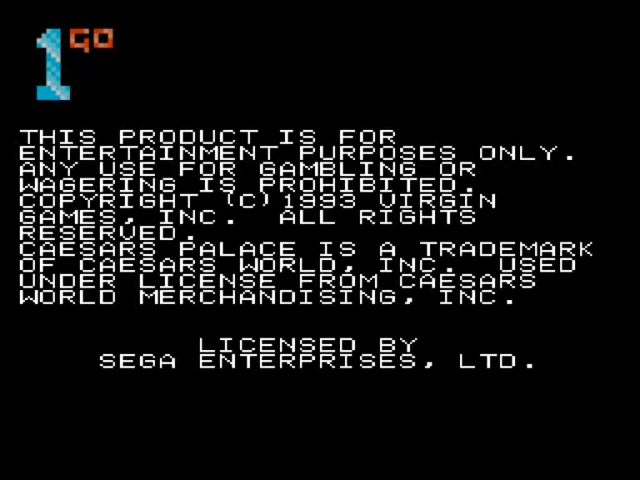 1GO
THIS PRODUCT IS FOR
ENTERTAINMENT PURPOSES ONLY.
ANY USE FOR GAMBLING OR
WAGERING IS PROHIBITED.
COPYRIGHT (C)1993 VIRGIN
GAMES, INC.  ALL RIGHTS
RESERVED.
CAESARS PALACE IS A TRADEMARK
OF CAESARS WORLD, INC.  USED
UNDER LICENSE FROM CAESARS
WORLD MERCHANDISING, INC.
LICENSED BY
SEGA ENTERPRISES, LTD.